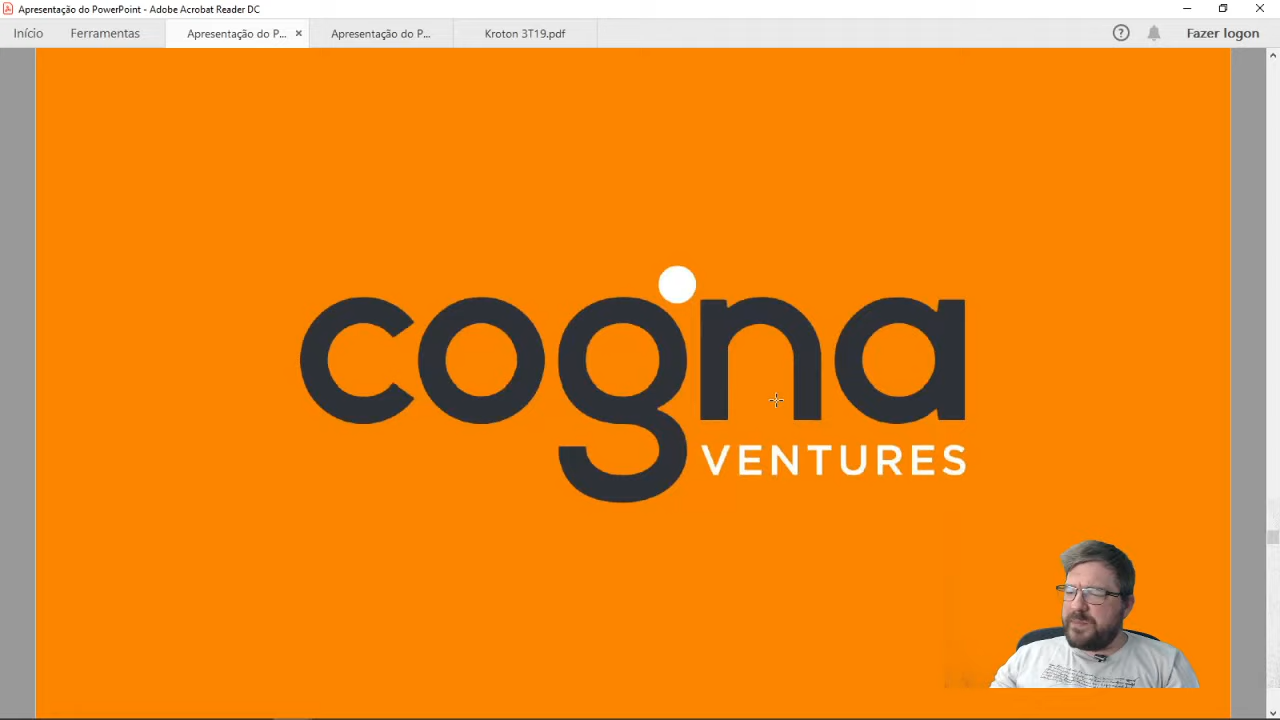 Apresentação do PowerPoint - Adobe Acrobat Reader DC
Início Ferramentas Apresentação do P... Apresentação do P... Kroton 3T19.pdf Fazer logon
cogna
VENTURES